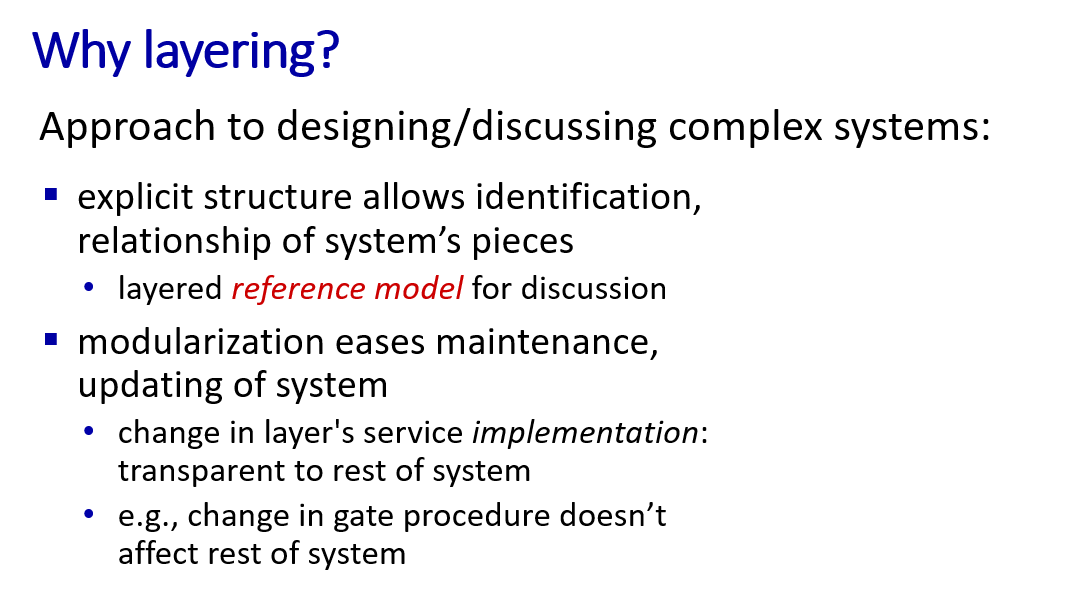 Why layering?
Approach to designing/discussing complex systems:
▪ explicit structure allows identification,
relationship of system’s pieces
• layered reference model for discussion
▪ modularization eases maintenance,
updating of system
• change in layer's service implementation:
transparent to rest of system
• e.g., change in gate procedure doesn’t
affect rest of system